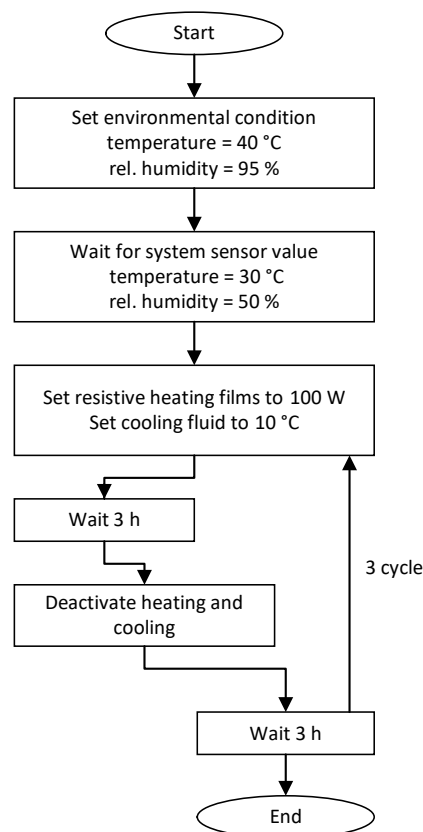 Start
Set environmental condition
temperature = 40 °C
rel. humidity = 95 %
Wait for system sensor value
temperature = 30 °C
rel. humidity = 50 %
Set resistive heating films to 100 W
Set cooling fluid to 10 °C
Wait 3 h
3 cycle
Deactivate heating and
cooling
Wait 3 h
End